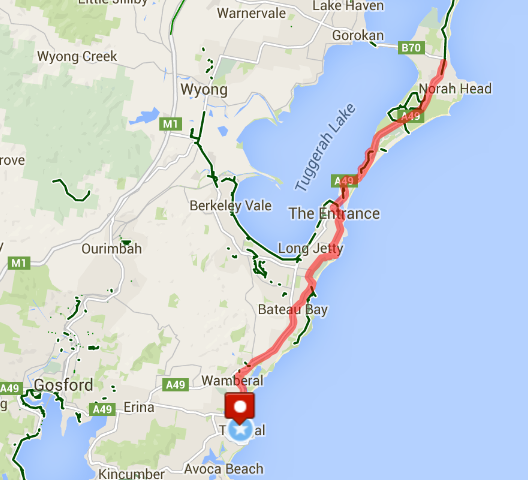 Little Jilliby
Lake Haven
Warnervale
Gorokan
B70
Wyong Creek
Wyong
Norah Head
A49
M1
Tuggerah Lake
rove
A49
Berkeley Vale
The Entrance
Ourimbah
Long Jetty
M1
Bateau Bay
Wamberal
A49
A49
Gosford
A49
Erina
g
Avoca Beach
Kincumber